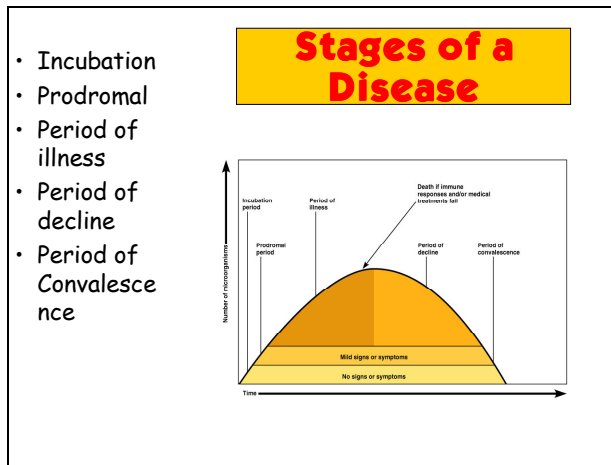 Stages of a
Disease
• Incubation
• Prodromal
• Period of
illness
• Period of
decline
• Period of
Convalesce
nce
Death if immune
responses and/or medical
treatments fail
Incubation
period
Period of
illness
Prodromal
period
Period of
decline
Period of
convalescence
Number of microorganisms
Mild signs or symptoms
No signs or symptoms
Time